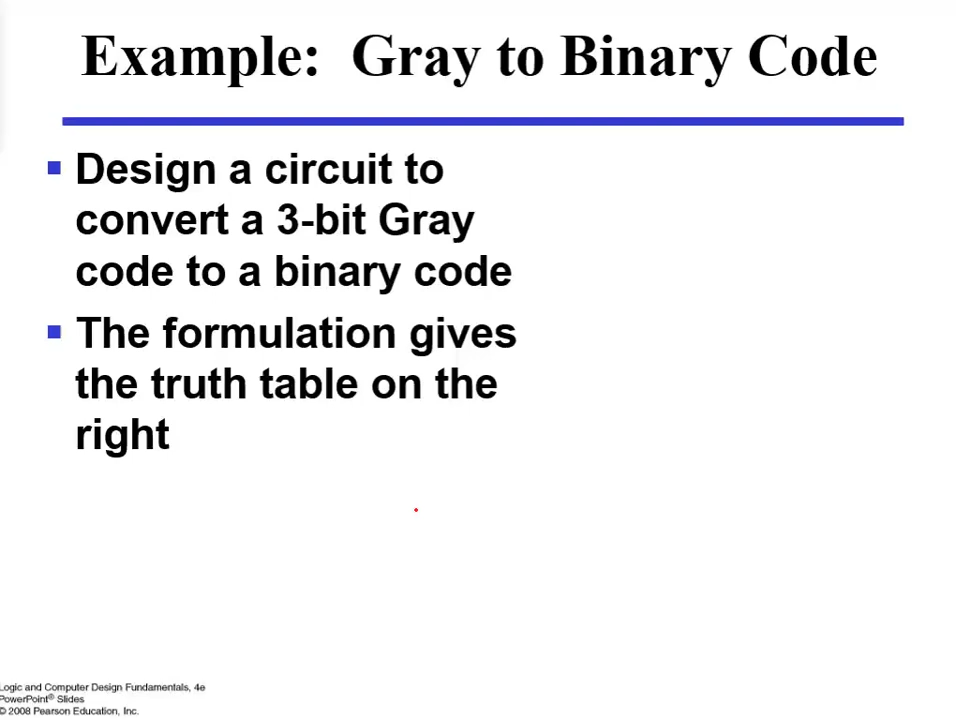 Example: Gray to Binary Code
Design a circuit to
convert a 3-bit Gray
code to a binary code
The formulation gives
the truth table on the
right
Logic and Computer Design Fundamentals, 4e
PowerPoint® Slides
© 2008 Pearson Education, Inc.